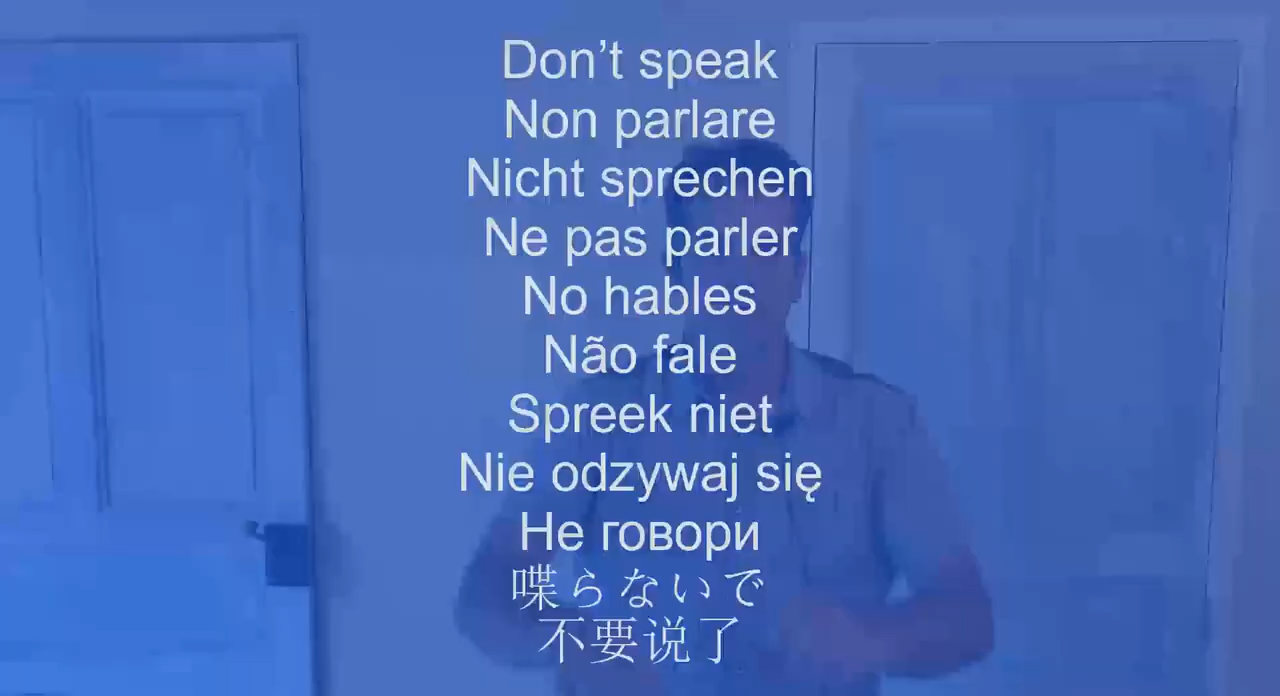 Don’t speak
Non parlare
Nicht sprechen
Ne pas parler
No hables
Não fale
Spreek niet
Nie odzywaj się
Не говори
喋らないで
不要说了